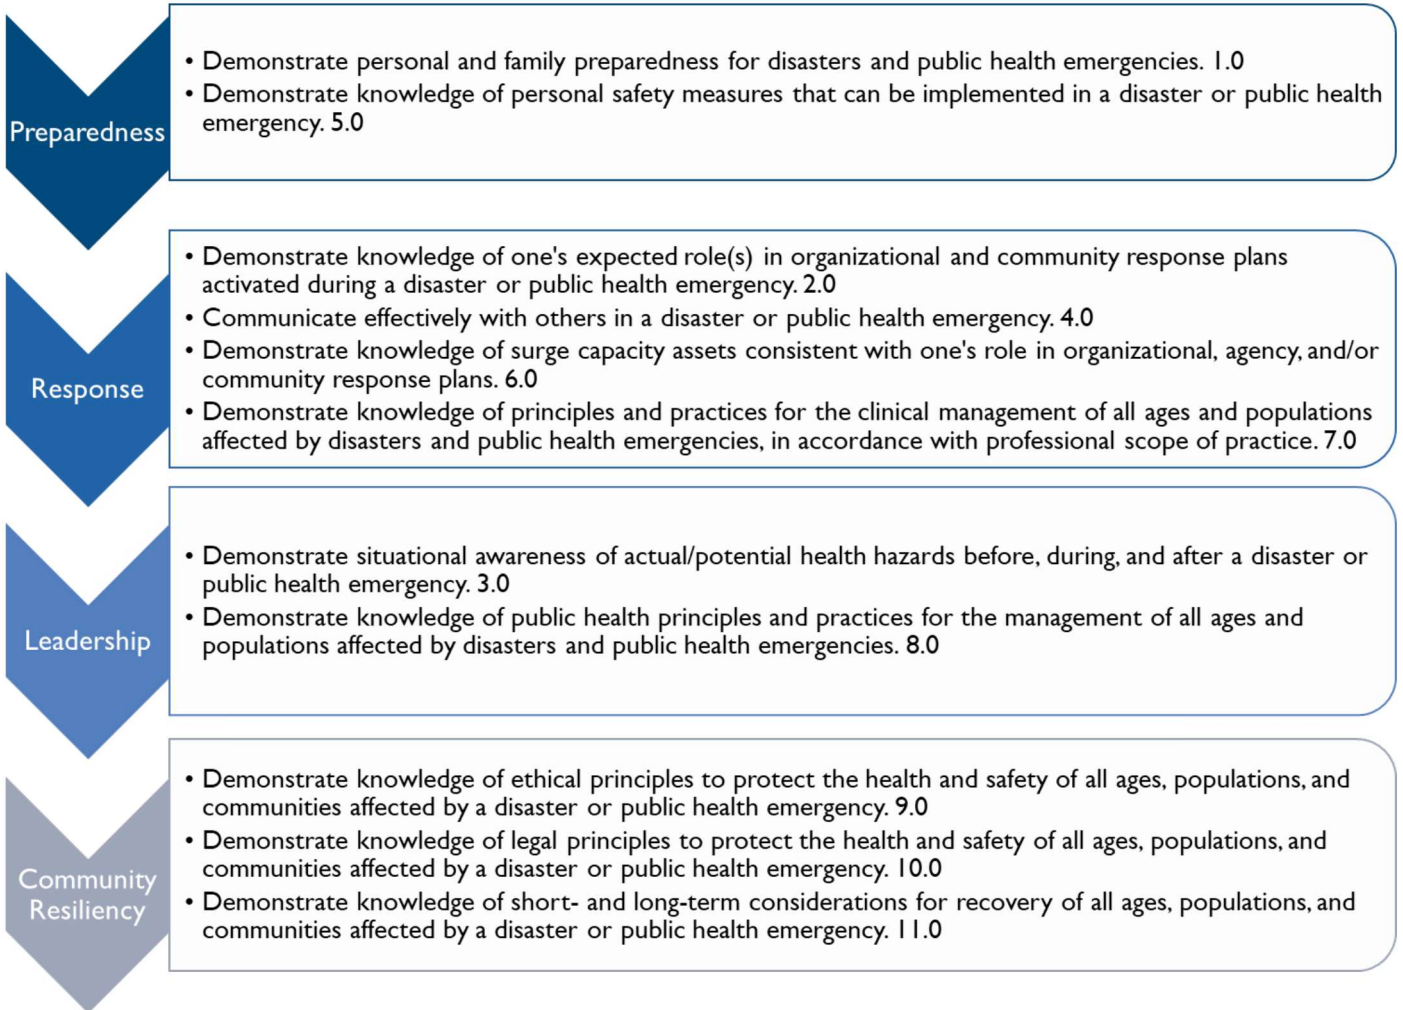 Preparedness
• Demonstrate personal and family preparedness for disasters and public health emergencies. 1.0
• Demonstrate knowledge of personal safety measures that can be implemented in a disaster or public health
emergency. 5.0
Response
• Demonstrate knowledge of one's expected role(s) in organizational and community response plans
activated during a disaster or public health emergency. 2.0
• Communicate effectively with others in a disaster or public health emergency. 4.0
• Demonstrate knowledge of surge capacity assets consistent with one's role in organizational, agency, and/or
community response plans. 6.0
• Demonstrate knowledge of principles and practices for the clinical management of all ages and populations
affected by disasters and public health emergencies, in accordance with professional scope of practice. 7.0
Leadership
• Demonstrate situational awareness of actual/potential health hazards before, during, and after a disaster or
public health emergency. 3.0
• Demonstrate knowledge of public health principles and practices for the management of all ages and
populations affected by disasters and public health emergencies. 8.0
Community
Resiliency
• Demonstrate knowledge of ethical principles to protect the health and safety of all ages, populations, and
communities affected by a disaster or public health emergency. 9.0
• Demonstrate knowledge of legal principles to protect the health and safety of all ages, populations, and
communities affected by a disaster or public health emergency. 10.0
• Demonstrate knowledge of short- and long-term considerations for recovery of all ages, populations, and
communities affected by a disaster or public health emergency. 11.0